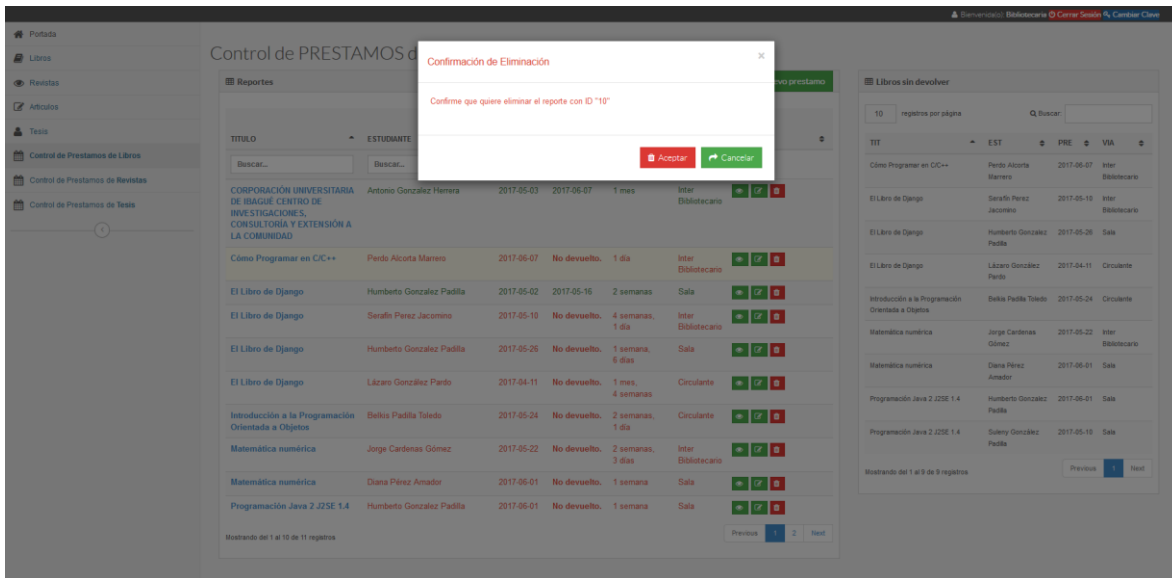 Bienvenido(a): Bibliotecaria Cerrar Sesión Cambiar Clave
Portada
Libros
Revistas
Artículos
Tesis
Control de Prestamos de Libros
Control de Prestamos de Revistas
Control de Prestamos de Tesis
Control de PRESTAMOS d
Reportes
evo prestamo
Confirmación de Eliminación
×
Confirme que quiere eliminar el reporte con ID "10"
Aceptar Cancelar
TITULO ESTUDIANTE
Buscar... Buscar...
CORPORACIÓN UNIVERSITARIA Antonio Gonzalez Herrera 2017-05-03 2017-06-07 1 mes Inter
DE IBAGUÉ CENTRO DE Bibliotecario
INVESTIGACIONES,
CONSULTORÍA Y EXTENSIÓN A
LA COMUNIDAD
Cómo Programar en C/C++ Perdo Alcorta Marrero 2017-06-07 No devuelto. 1 día Inter
Bibliotecario
El Libro de Django Humberto Gonzalez Padilla 2017-05-02 2017-05-16 2 semanas Sala
El Libro de Django Serafin Perez Jacomino 2017-05-10 No devuelto. 4 semanas, Inter
1 día Bibliotecario
El Libro de Django Humberto Gonzalez Padilla 2017-05-26 No devuelto. 1 semana, Sala
6 días
El Libro de Django Lázaro González Pardo 2017-04-11 No devuelto. 1 mes, Circulante
4 semanas
Introducción a la Programación Belkis Padilla Toledo 2017-05-24 No devuelto. 2 semanas, Circulante
Orientada a Objetos 1 día
Matemática numérica Jorge Cardenas Gómez 2017-05-22 No devuelto. 2 semanas, Inter
3 días Bibliotecario
Matemática numérica Diana Pérez Amador 2017-06-01 No devuelto. 1 semana Sala
Programación Java 2 J2SE 1.4 Humberto Gonzalez Padilla 2017-06-01 No devuelto. 1 semana Sala
Mostrando del 1 al 10 de 11 registros
Previous 1 2 Next
Libros sin devolver
10 registros por página Buscar:
TIT EST PRE VIA
Cómo Programar en C/C++ Perdo Alcorta 2017-06-07 Inter
Marrero Bibliotecario
El Libro de Django Serafin Perez 2017-05-10 Inter
Jacomino Bibliotecario
El Libro de Django Humberto Gonzalez 2017-05-26 Sala
Padilla
El Libro de Django Lázaro González 2017-04-11 Circulante
Pardo
Introducción a la Programación Belkis Padilla Toledo 2017-05-24 Circulante
Orientada a Objetos
Matemática numérica Jorge Cardenas 2017-05-22 Inter
Gómez Bibliotecario
Matemática numérica Diana Pérez 2017-06-01 Sala
Amador
Programación Java 2 J2SE 1.4 Humberto Gonzalez 2017-06-01 Sala
Padilla
Programación Java 2 J2SE 1.4 Suleny González 2017-05-10 Sala
Padilla
Mostrando del 1 al 9 de 9 registros
Previous 1 Next